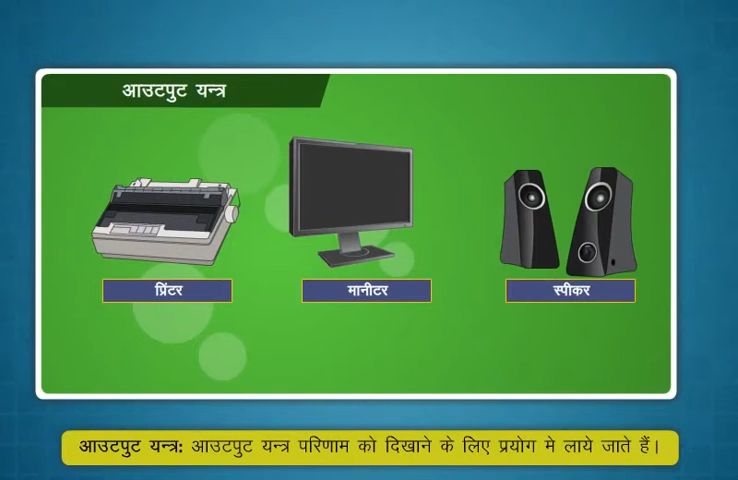 आउटपुट यन्त्र
प्रिंटर
मानीटर
स्पीकर
आउटपुट यन्त्र: आउटपुट यन्त्र परिणाम को दिखाने के लिए प्रयोग मे लाये जाते हैं।